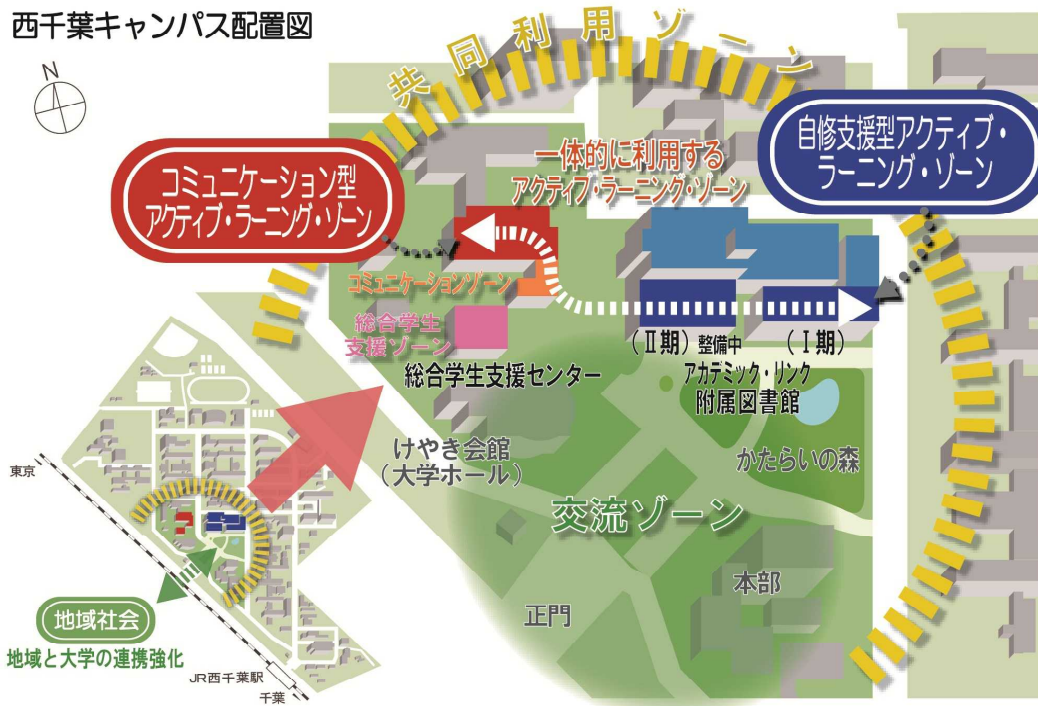 西千葉キャンパス配置図
N
共同利用ゾーン
コミュニケーション型
アクティブ・ラーニング・ゾーン
一体的に利用する
アクティブ・ラーニング・ゾーン
自修支援型アクティブ・
ラーニング・ゾーン
コミュニケーションゾーン
総合学生
支援ゾーン
総合学生支援センター
(Ⅱ期) 整備中 (Ⅰ期)
アカデミック・リンク
附属図書館
けやき会館
(大学ホール)
かたらいの森
交流ゾーン
本部
正門
東京
地域社会
地域と大学の連携強化
JR西千葉駅
千葉